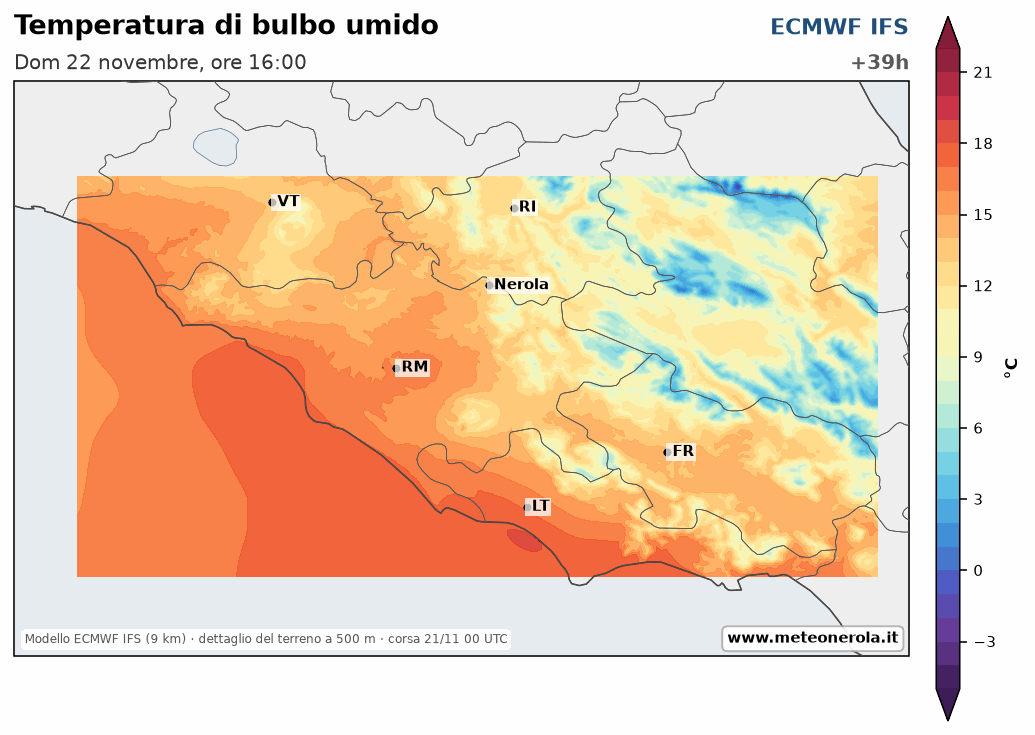 Temperatura di bulbo umido
ECMWF IFS
Dom 22 novembre, ore 16:00
+39h
VT
RI
Nerola
RM
FR
LT
21
18
15
12
9
6
3
0
−3
°C
Modello ECMWF IFS (9 km) · dettaglio del terreno a 500 m · corsa 21/11 00 UTC
www.meteonerola.it